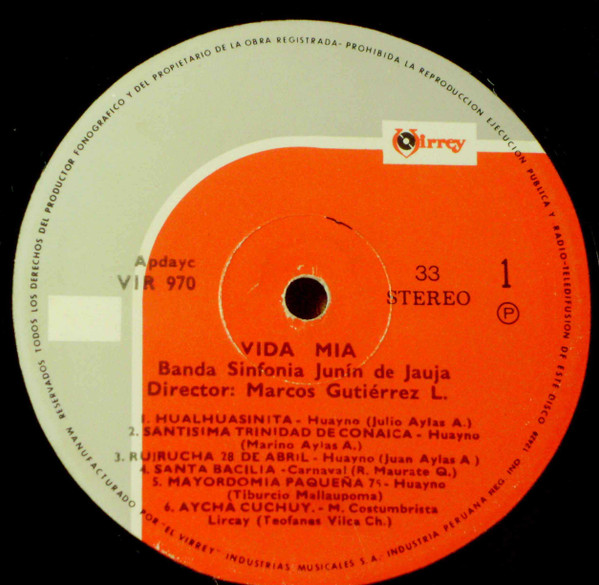 RESERVADOS TODOS LOS DERECHOS DEL PRODUCTOR FONOGRAFICO Y DEL PROPIETARIO DE LA OBRA REGISTRADA - PROHIBIDA LA REPRODUCCION EJECUCION PUBLICA Y RADIO-TELEDIFUSION DE ESTE DISCO
Virrey
Apdayc
VIR 970
33
STEREO
1
P
VIDA MIA
Banda Sinfonia Junín de Jauja
Director: Marcos Gutiérrez L.
1. HUALHUASINITA - Huayno (Julio Aylas A.)
2. SANTISIMA TRINIDAD DE CONAICA - Huayno
(Marino Aylas A.)
3. RUJRUCHA 28 DE ABRIL - Huayno (Juan Aylas A)
4. SANTA BACILIA - Carnaval (R. Maurate Q.)
5. MAYORDOMIA PAQUEÑA 75 - Huayno
(Tiburcio Mallaupoma)
6. AYCHA CUCHUY. - M. Costumbrista
Lircay (Teofanes Vilca Ch.)
MANUFACTURADO POR "EL VIRREY" INDUSTRIAS MUSICALES S.A. INDUSTRIA PERUANA REG. IND